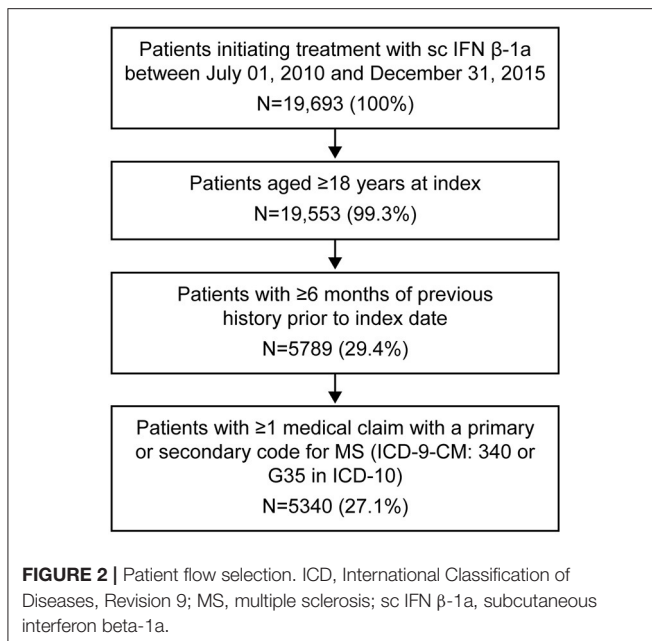 Patients initiating treatment with sc IFN β-1a
between July 01, 2010 and December 31, 2015
N=19,693 (100%)
Patients aged ≥18 years at index
N=19,553 (99.3%)
Patients with ≥6 months of previous
history prior to index date
N=5789 (29.4%)
Patients with ≥1 medical claim with a primary
or secondary code for MS (ICD-9-CM: 340 or
G35 in ICD-10)
N=5340 (27.1%)
FIGURE 2 | Patient flow selection. ICD, International Classification of
Diseases, Revision 9; MS, multiple sclerosis; sc IFN β-1a, subcutaneous
interferon beta-1a.